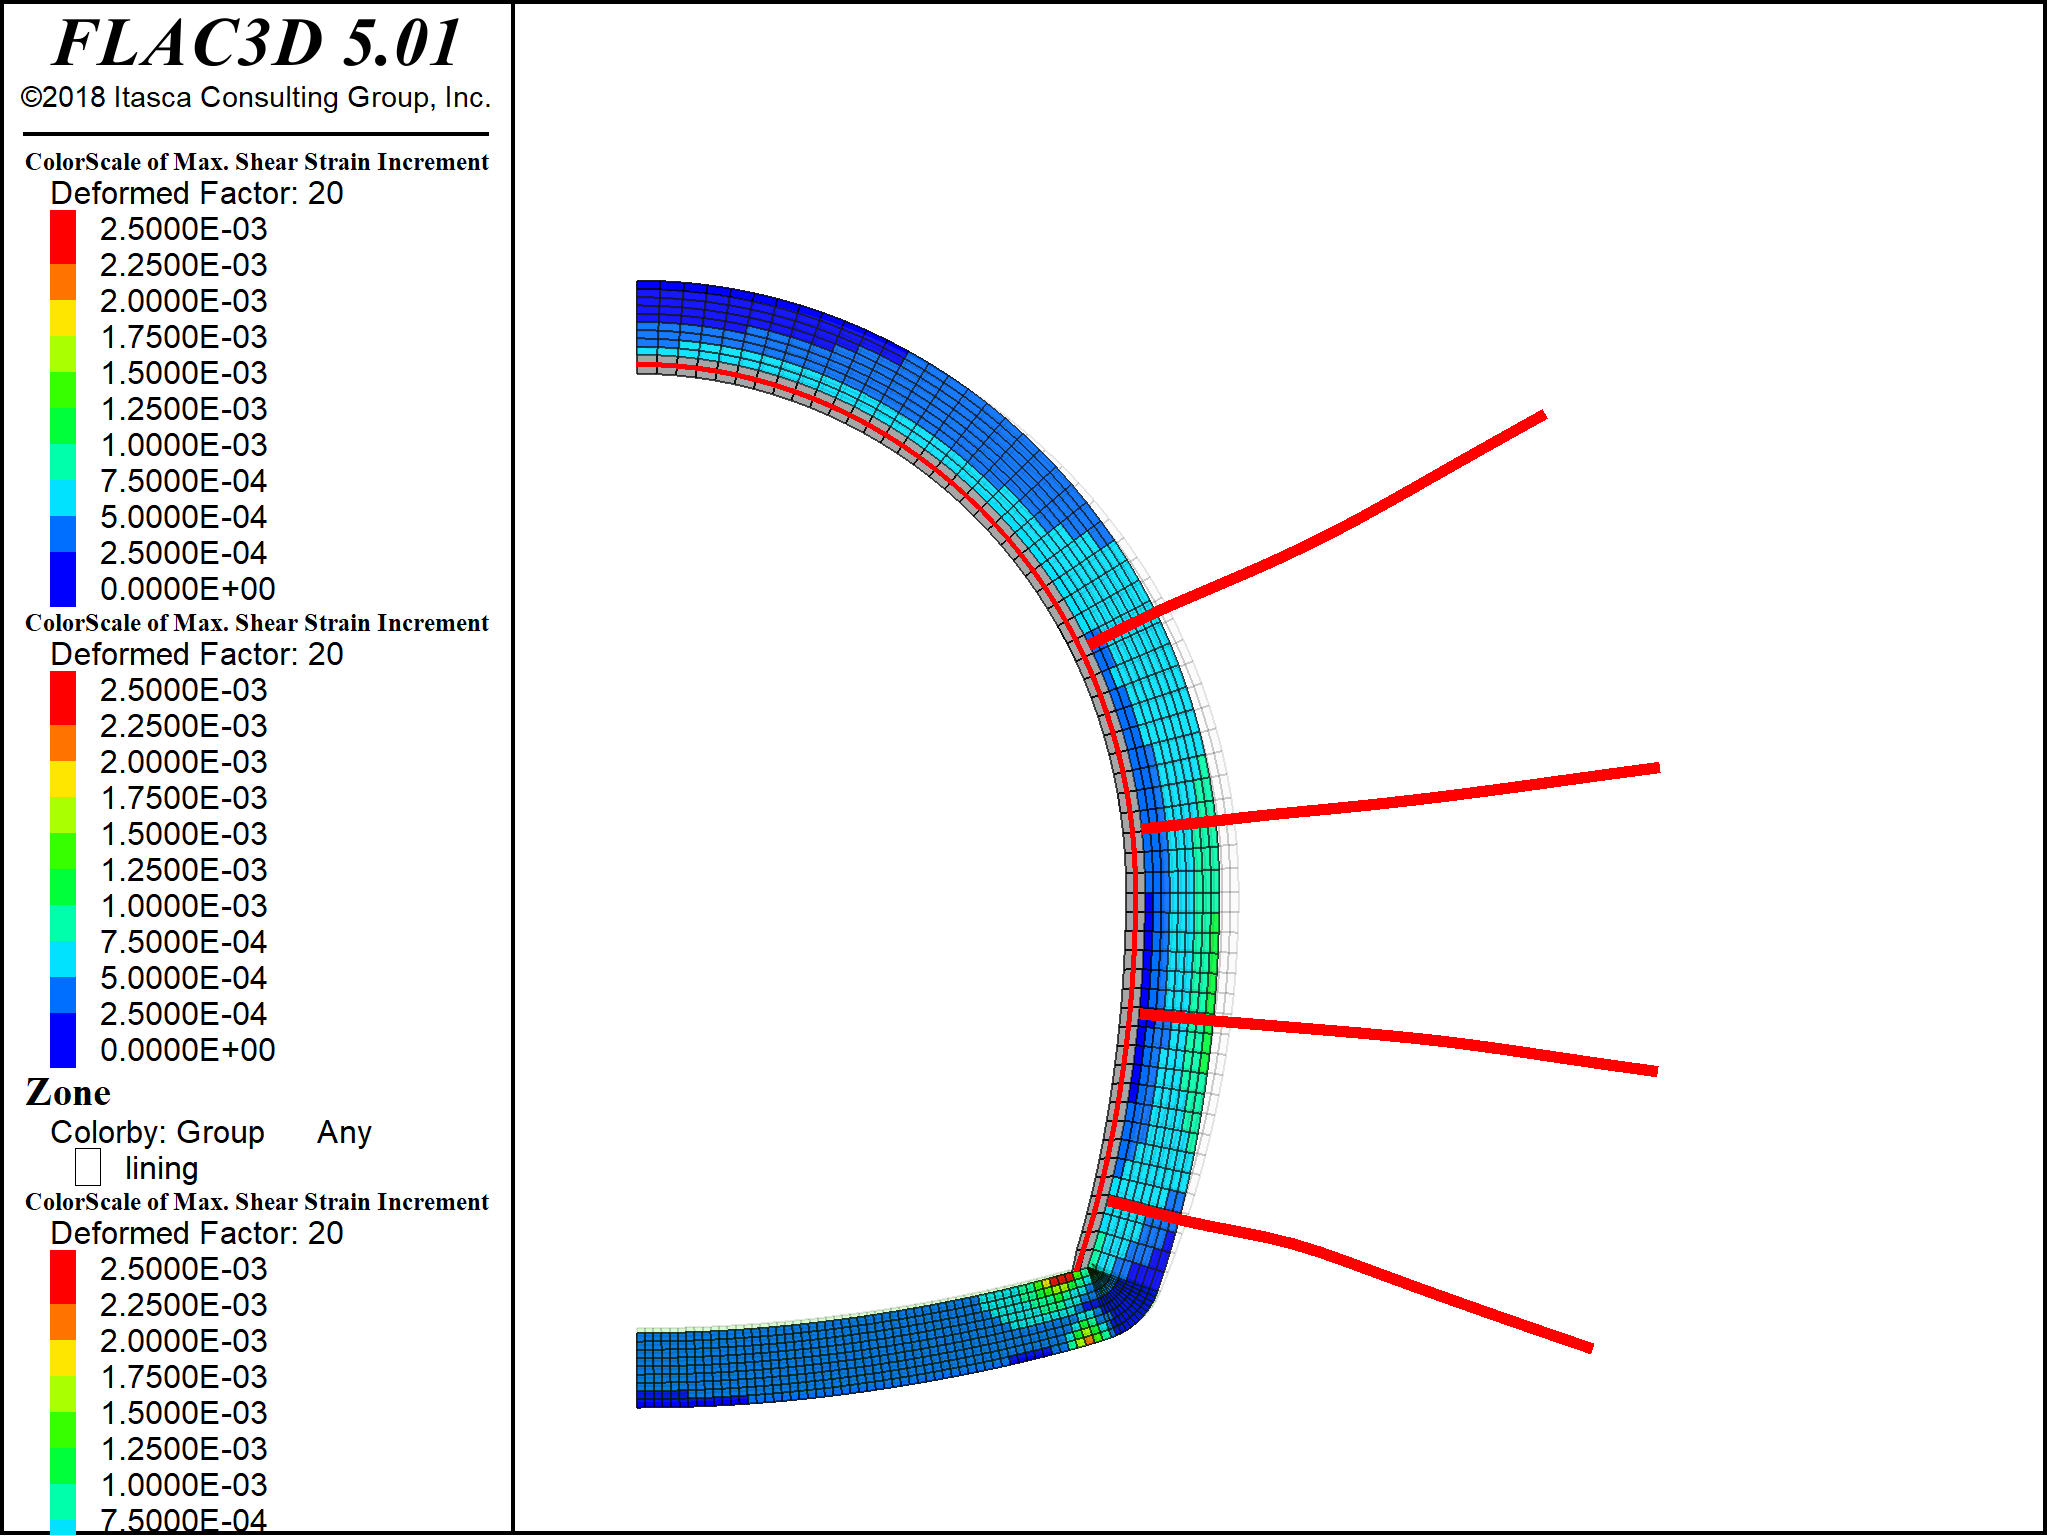 FLAC3D 5.01
©2018 Itasca Consulting Group, Inc.
ColorScale of Max. Shear Strain Increment
Deformed Factor: 20
2.5000E-03
2.2500E-03
2.0000E-03
1.7500E-03
1.5000E-03
1.2500E-03
1.0000E-03
7.5000E-04
5.0000E-04
2.5000E-04
0.0000E+00
ColorScale of Max. Shear Strain Increment
Deformed Factor: 20
2.5000E-03
2.2500E-03
2.0000E-03
1.7500E-03
1.5000E-03
1.2500E-03
1.0000E-03
7.5000E-04
5.0000E-04
2.5000E-04
0.0000E+00
Zone
Colorby: Group Any
lining
ColorScale of Max. Shear Strain Increment
Deformed Factor: 20
2.5000E-03
2.2500E-03
2.0000E-03
1.7500E-03
1.5000E-03
1.2500E-03
1.0000E-03
7.5000E-04